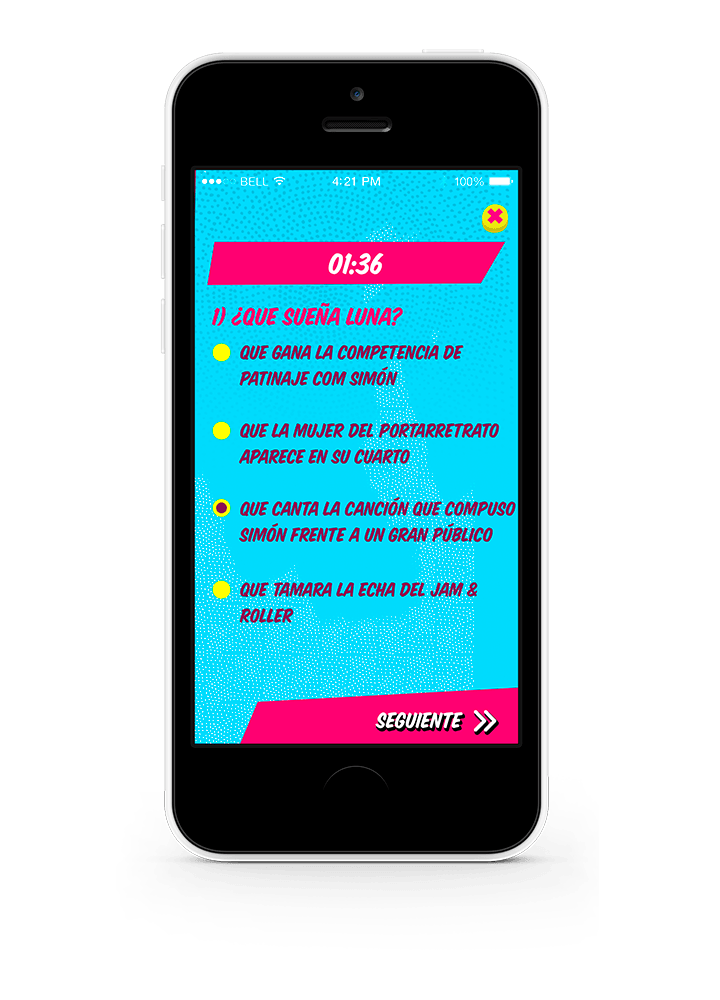 BELL 4:21 PM 100%
01:36
1) ¿QUE SUEÑA LUNA?
QUE GANA LA COMPETENCIA DE
PATINAJE COM SIMÓN
QUE LA MUJER DEL PORTARRETRATO
APARECE EN SU CUARTO
QUE CANTA LA CANCIÓN QUE COMPUSO
SIMÓN FRENTE A UN GRAN PÚBLICO
QUE TAMARA LA ECHA DEL JAM &
ROLLER
SEGUIENTE